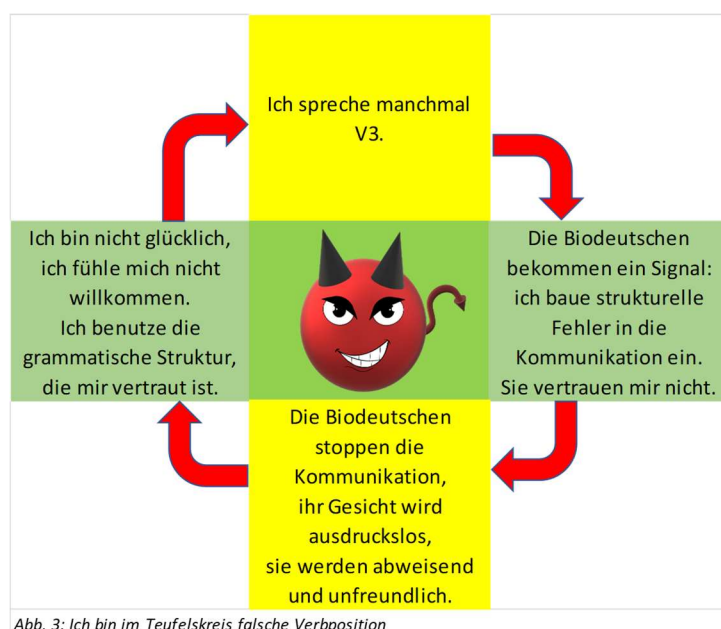 Ich spreche manchmal
V3.
Die Biodeutschen
bekommen ein Signal:
ich baue strukturelle
Fehler in die
Kommunikation ein.
Sie vertrauen mir nicht.
Die Biodeutschen
stoppen die
Kommunikation,
ihr Gesicht wird
ausdruckslos,
sie werden abweisend
und unfreundlich.
Ich bin nicht glücklich,
ich fühle mich nicht
willkommen.
Ich benutze die
grammatische Struktur,
die mir vertraut ist.
Abb. 3: Ich bin im Teufelskreis falsche Verbposition